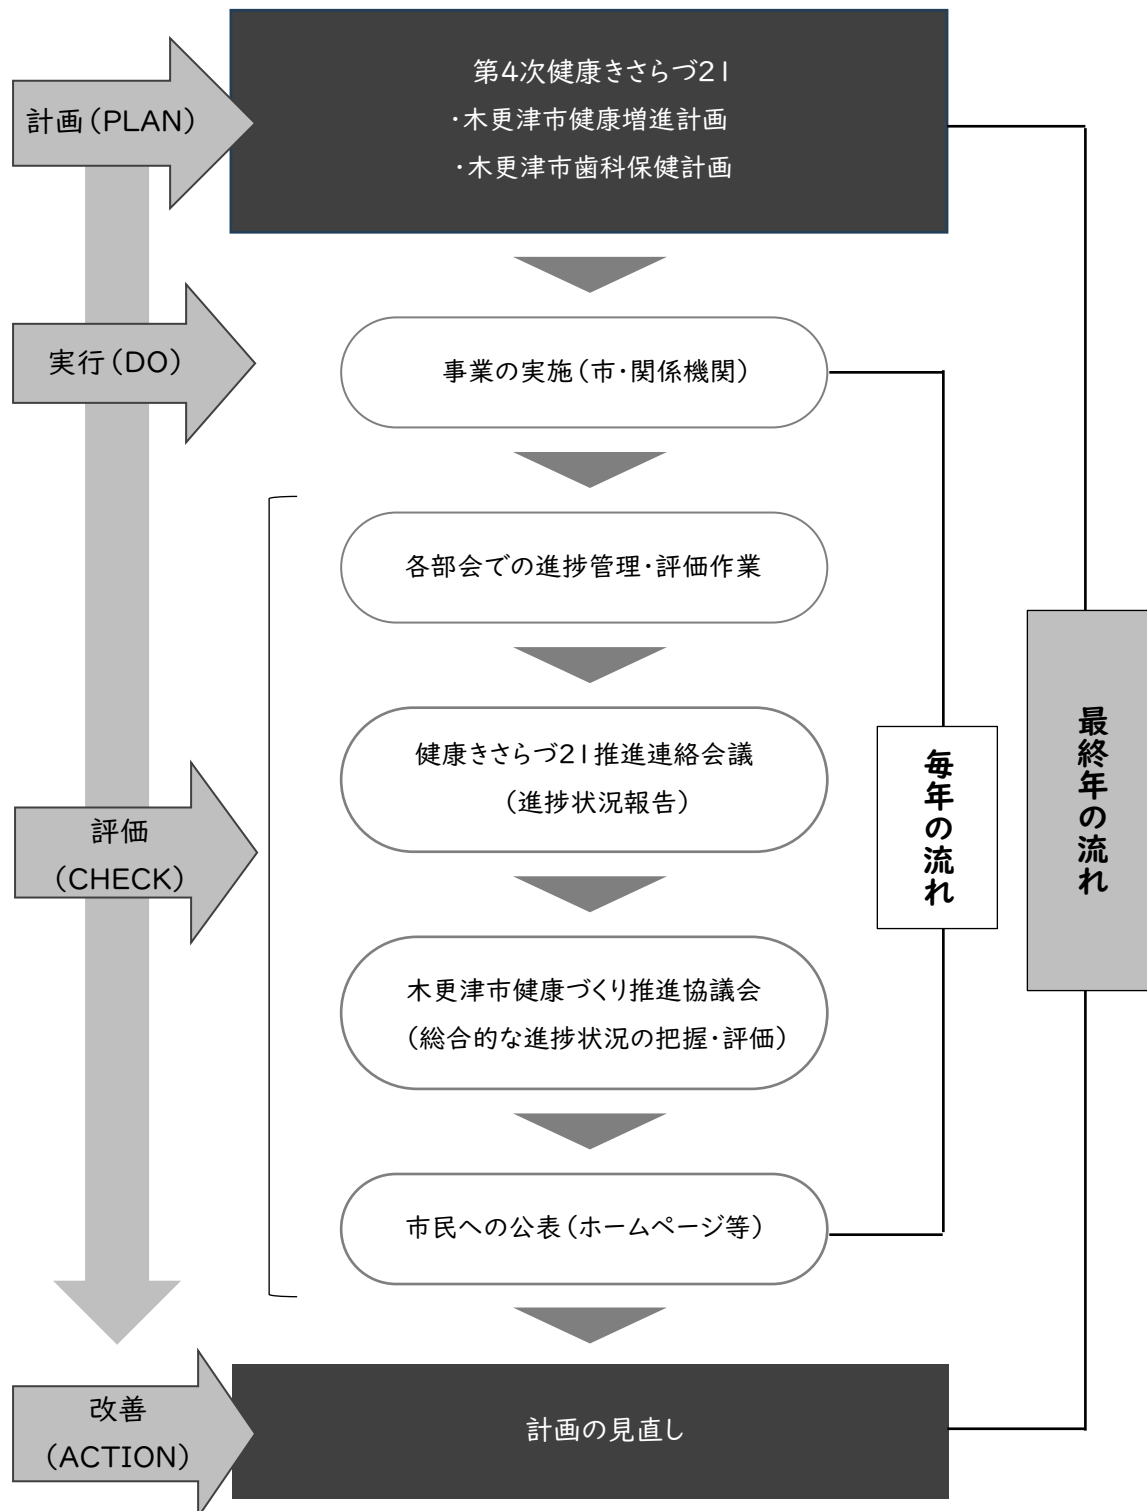 計画(PLAN)
第4次健康きさらづ21
・木更津市健康増進計画
・木更津市歯科保健計画
実行(DO)
事業の実施(市・関係機関)
各部会での進捗管理・評価作業
健康きさらづ21推進連絡会議
(進捗状況報告)
評価
(CHECK)
木更津市健康づくり推進協議会
(総合的な進捗状況の把握・評価)
市民への公表(ホームページ等)
毎年の流れ
最終年の流れ
改善
(ACTION)
計画の見直し